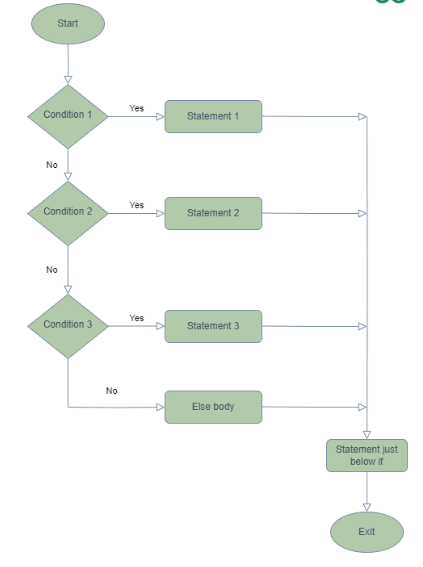 Start
Condition 1
Yes
Statement 1
No
Condition 2
Yes
Statement 2
No
Condition 3
Yes
Statement 3
No
Else body
Statement just
below if
Exit